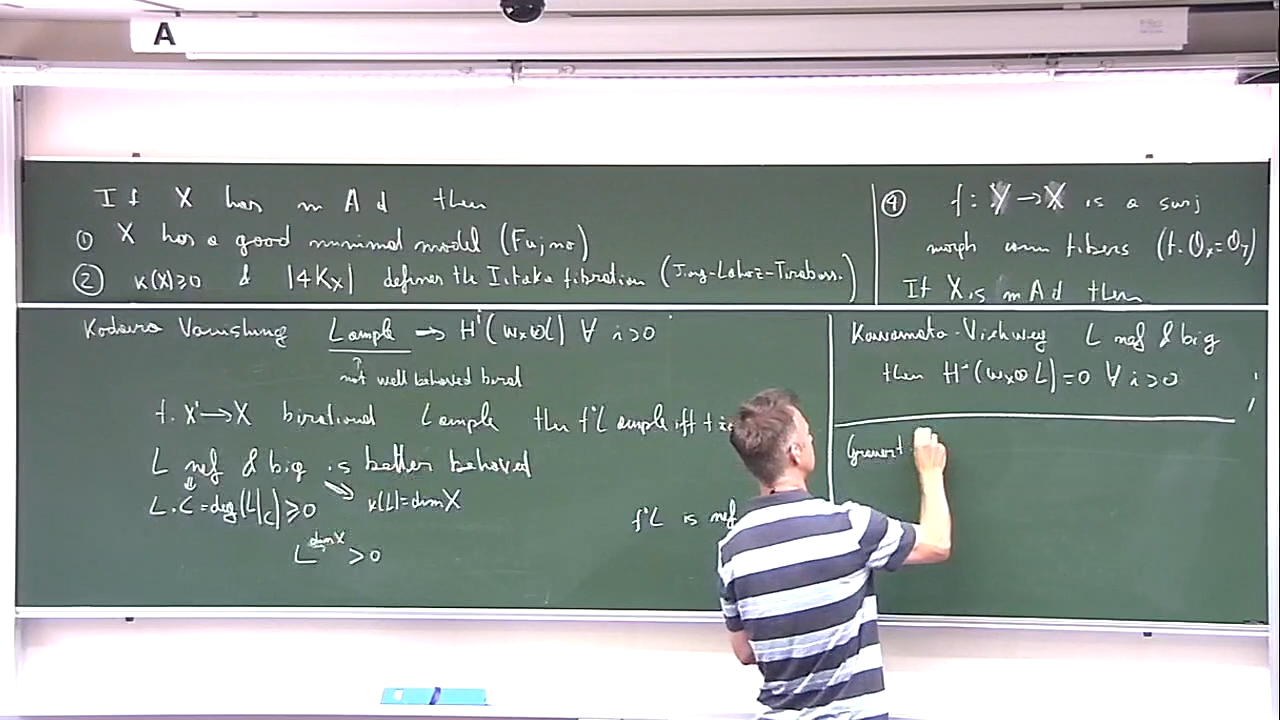 A
If X has m A d then
① X has a good minimal model (Fujino)
② κ(X)≥0 & |4K_X| defines the Iitaka fibration (Jiang-Lahoz-Tirabassi.)
④ f: Y → X is a surj
morph conn fibers (f. O_X = O_Y)
If X is m A d then
Kodaira Vanishing L ample → H^i(ω_X⊗L) ∀ i>0
↑
not well behaved birat
f. X'→X birational L ample then f*L ample iff f is
L nef & big is better behaved
L.C = deg(L|_C) ≥ 0
κ(L) = dim X
L^{dim X} > 0
f*L is nef
Kawamata-Viehweg L nef & big
then H^i(ω_X⊗L)=0 ∀ i>0
Grauert